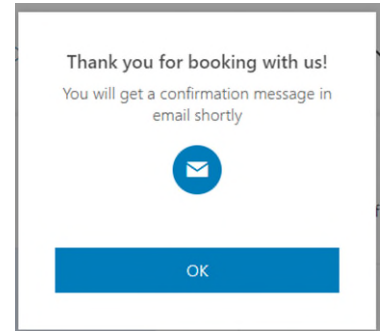 Thank you for booking with us!
You will get a confirmation message in
email shortly
OK